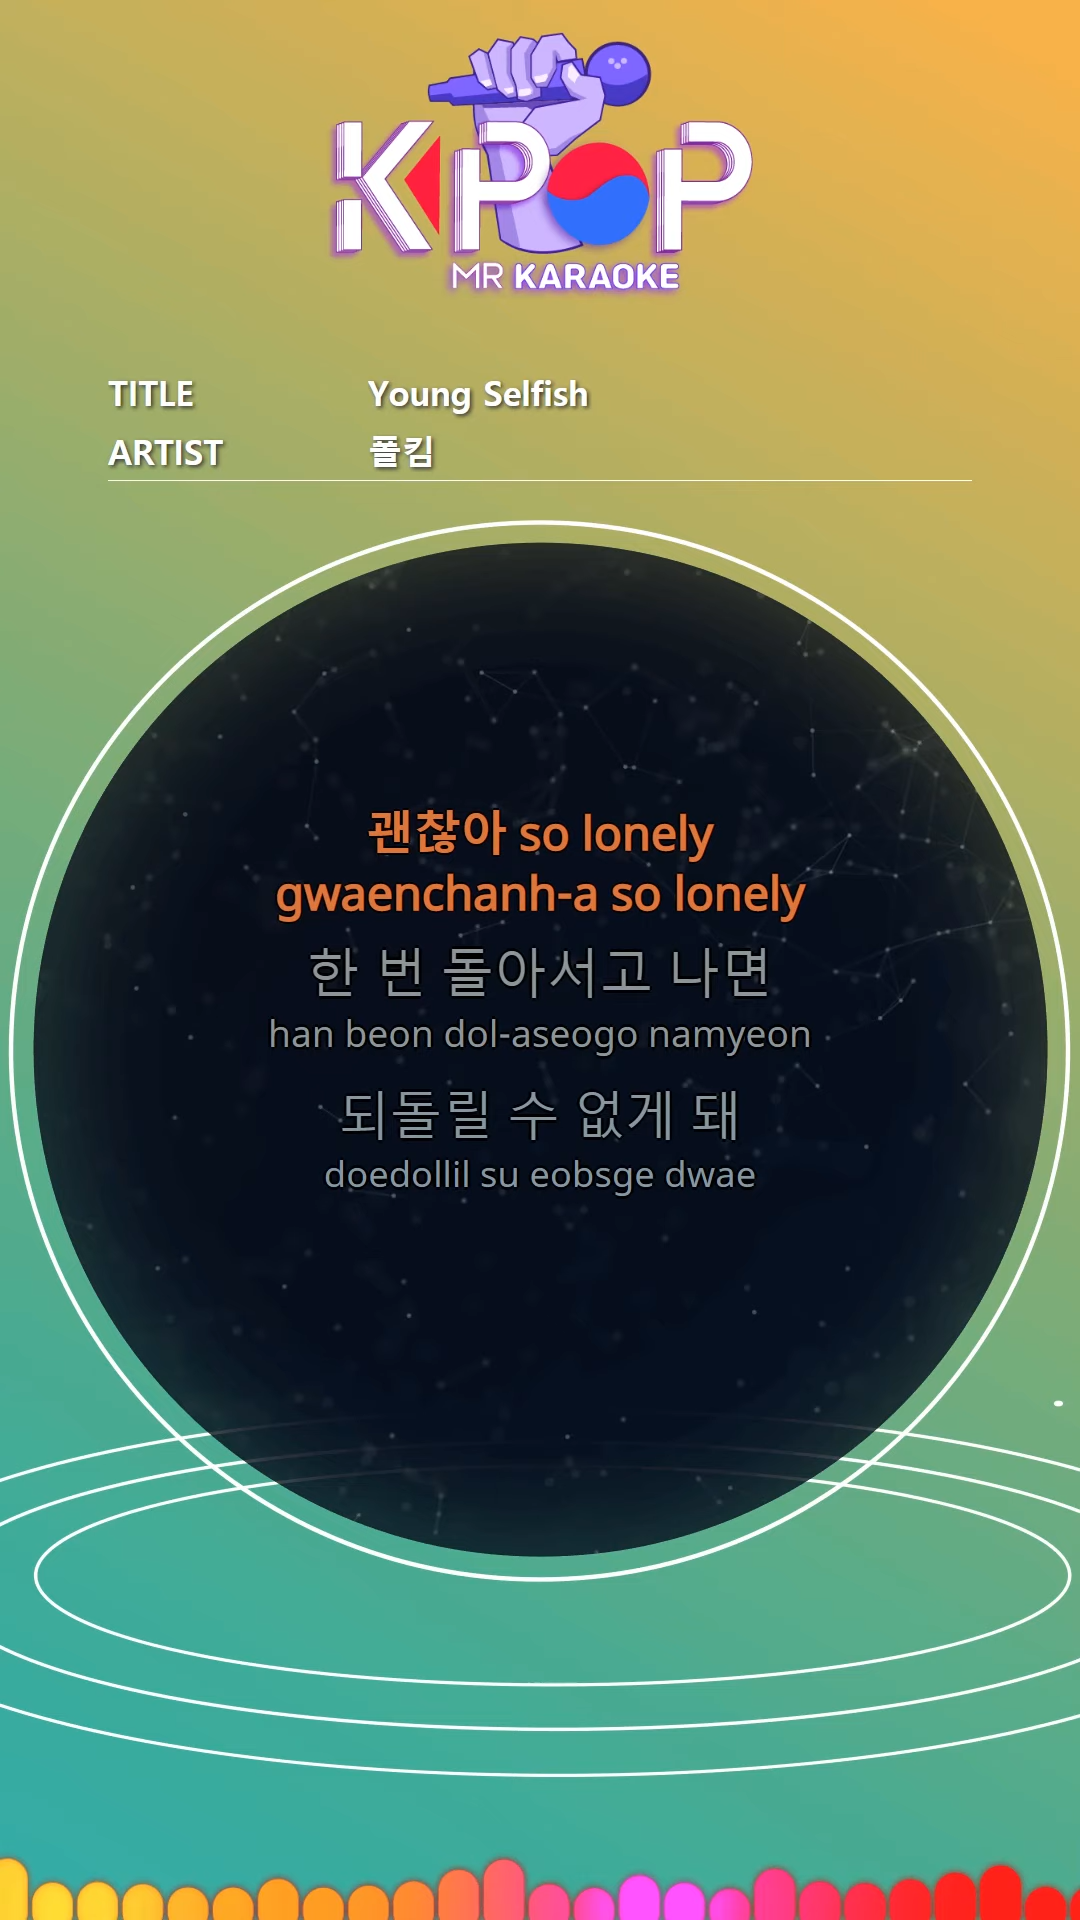 KPOP
MR KARAOKE
TITLE Young Selfish
ARTIST 폴킴
괜찮아 so lonely
gwaenchanh-a so lonely
한 번 돌아서고 나면
han beon dol-aseogo namyeon
되돌릴 수 없게 돼
doedollil su eobsge dwae